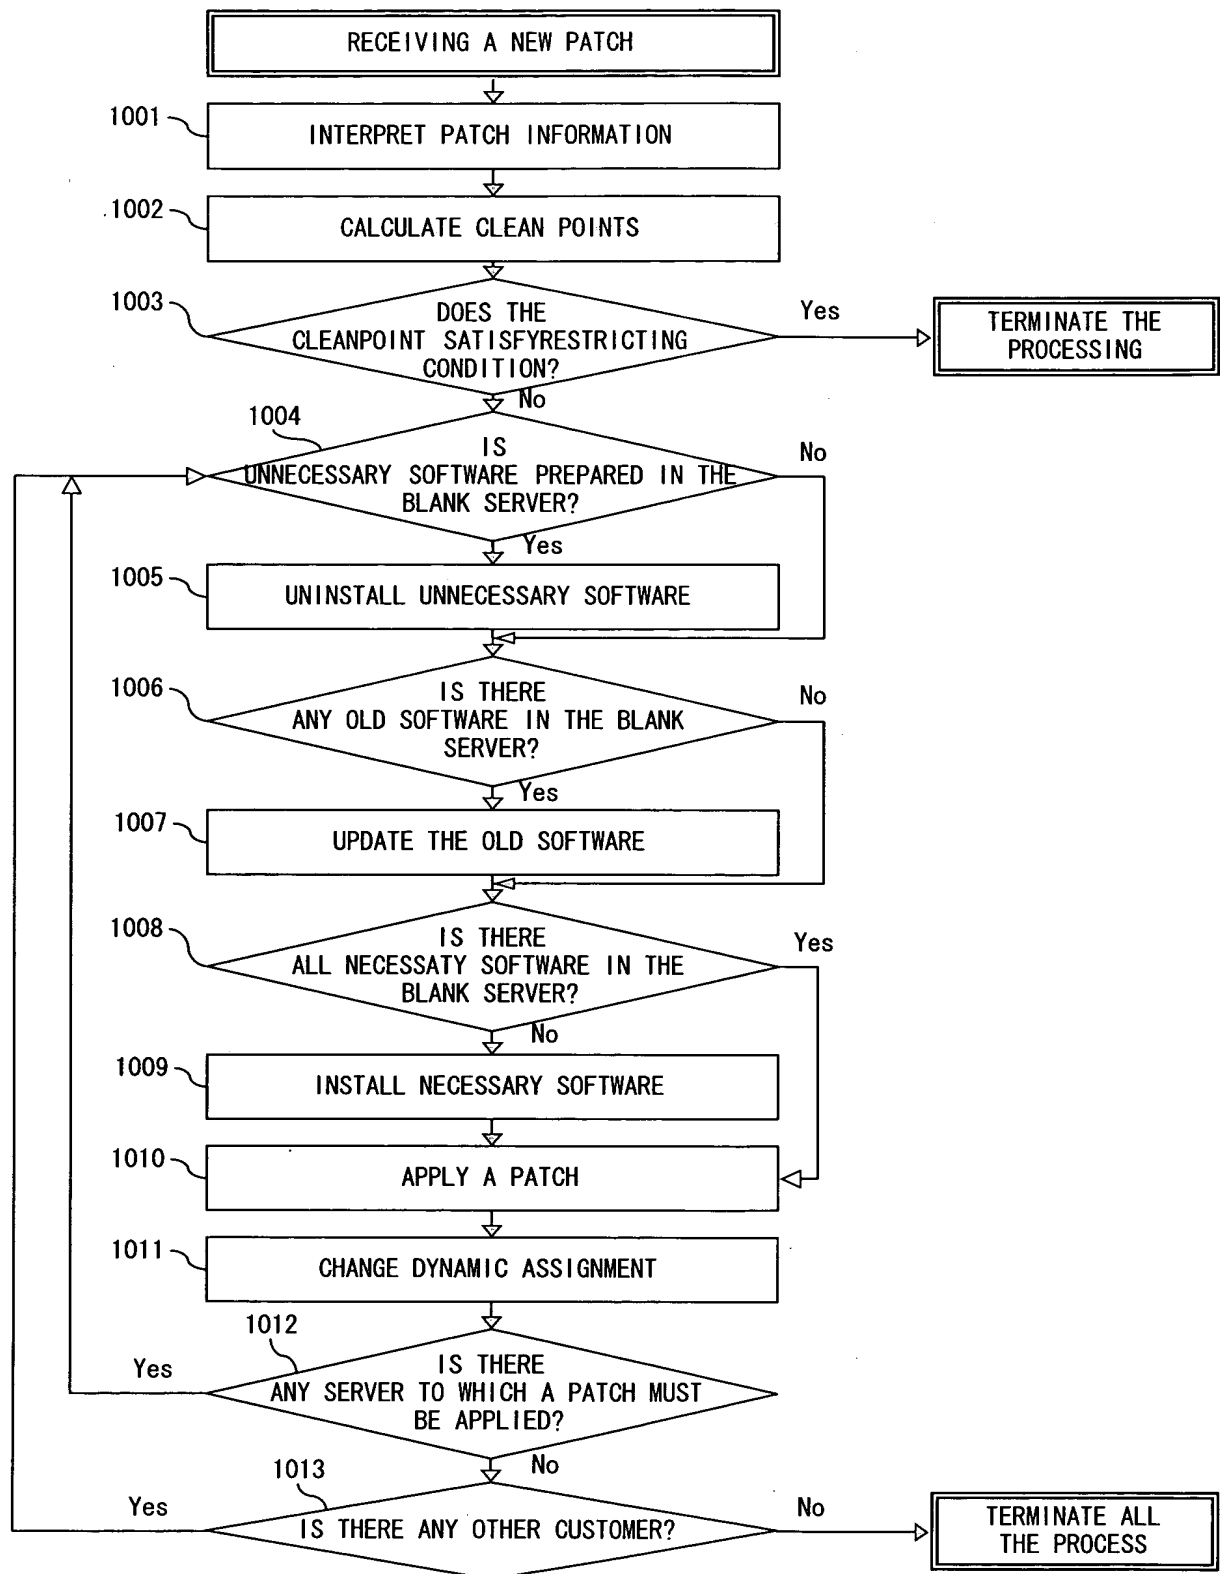 RECEIVING A NEW PATCH
1001
INTERPRET PATCH INFORMATION
1002
CALCULATE CLEAN POINTS
1003
DOES THE
CLEANPOINT SATISFYRESTRICTING
CONDITION?
Yes
TERMINATE THE
PROCESSING
No
1004
IS
UNNECESSARY SOFTWARE PREPARED IN THE
BLANK SERVER?
No
Yes
1005
UNINSTALL UNNECESSARY SOFTWARE
1006
IS THERE
ANY OLD SOFTWARE IN THE BLANK
SERVER?
No
Yes
1007
UPDATE THE OLD SOFTWARE
1008
IS THERE
ALL NECESSATY SOFTWARE IN THE
BLANK SERVER?
Yes
No
1009
INSTALL NECESSARY SOFTWARE
1010
APPLY A PATCH
1011
CHANGE DYNAMIC ASSIGNMENT
1012
IS THERE
ANY SERVER TO WHICH A PATCH MUST
BE APPLIED?
Yes
No
1013
IS THERE ANY OTHER CUSTOMER?
Yes
No
TERMINATE ALL
THE PROCESS